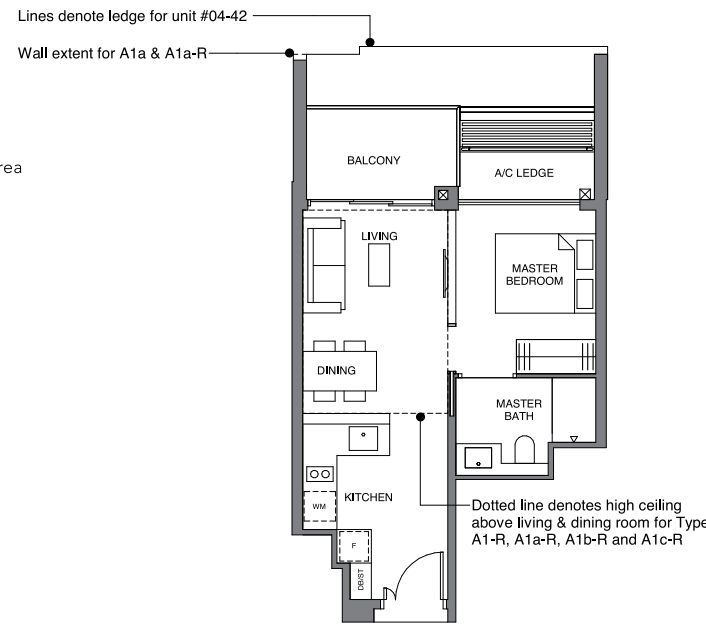 Lines denote ledge for unit #04-42
Wall extent for A1a & A1a-R
rea
BALCONY
A/C LEDGE
LIVING
MASTER
BEDROOM
DINING
MASTER
BATH
KITCHEN
WM
F
DB/ST
Dotted line denotes high ceiling
above living & dining room for Type
A1-R, A1a-R, A1b-R and A1c-R